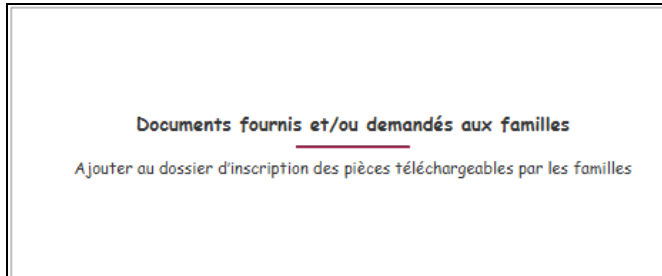 Documents fournis et/ou demandés aux familles
Ajouter au dossier d'inscription des pièces téléchargeables par les familles